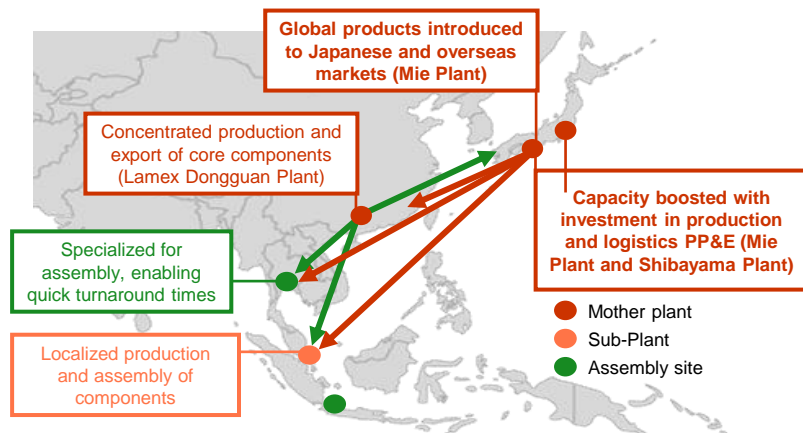 Global products introduced
to Japanese and overseas
markets (Mie Plant)
Concentrated production and
export of core components
(Lamex Dongguan Plant)
Capacity boosted with
investment in production
and logistics PP&E (Mie
Plant and Shibayama Plant)
Specialized for
assembly, enabling
quick turnaround times
Localized production
and assembly of
components
Mother plant
Sub-Plant
Assembly site